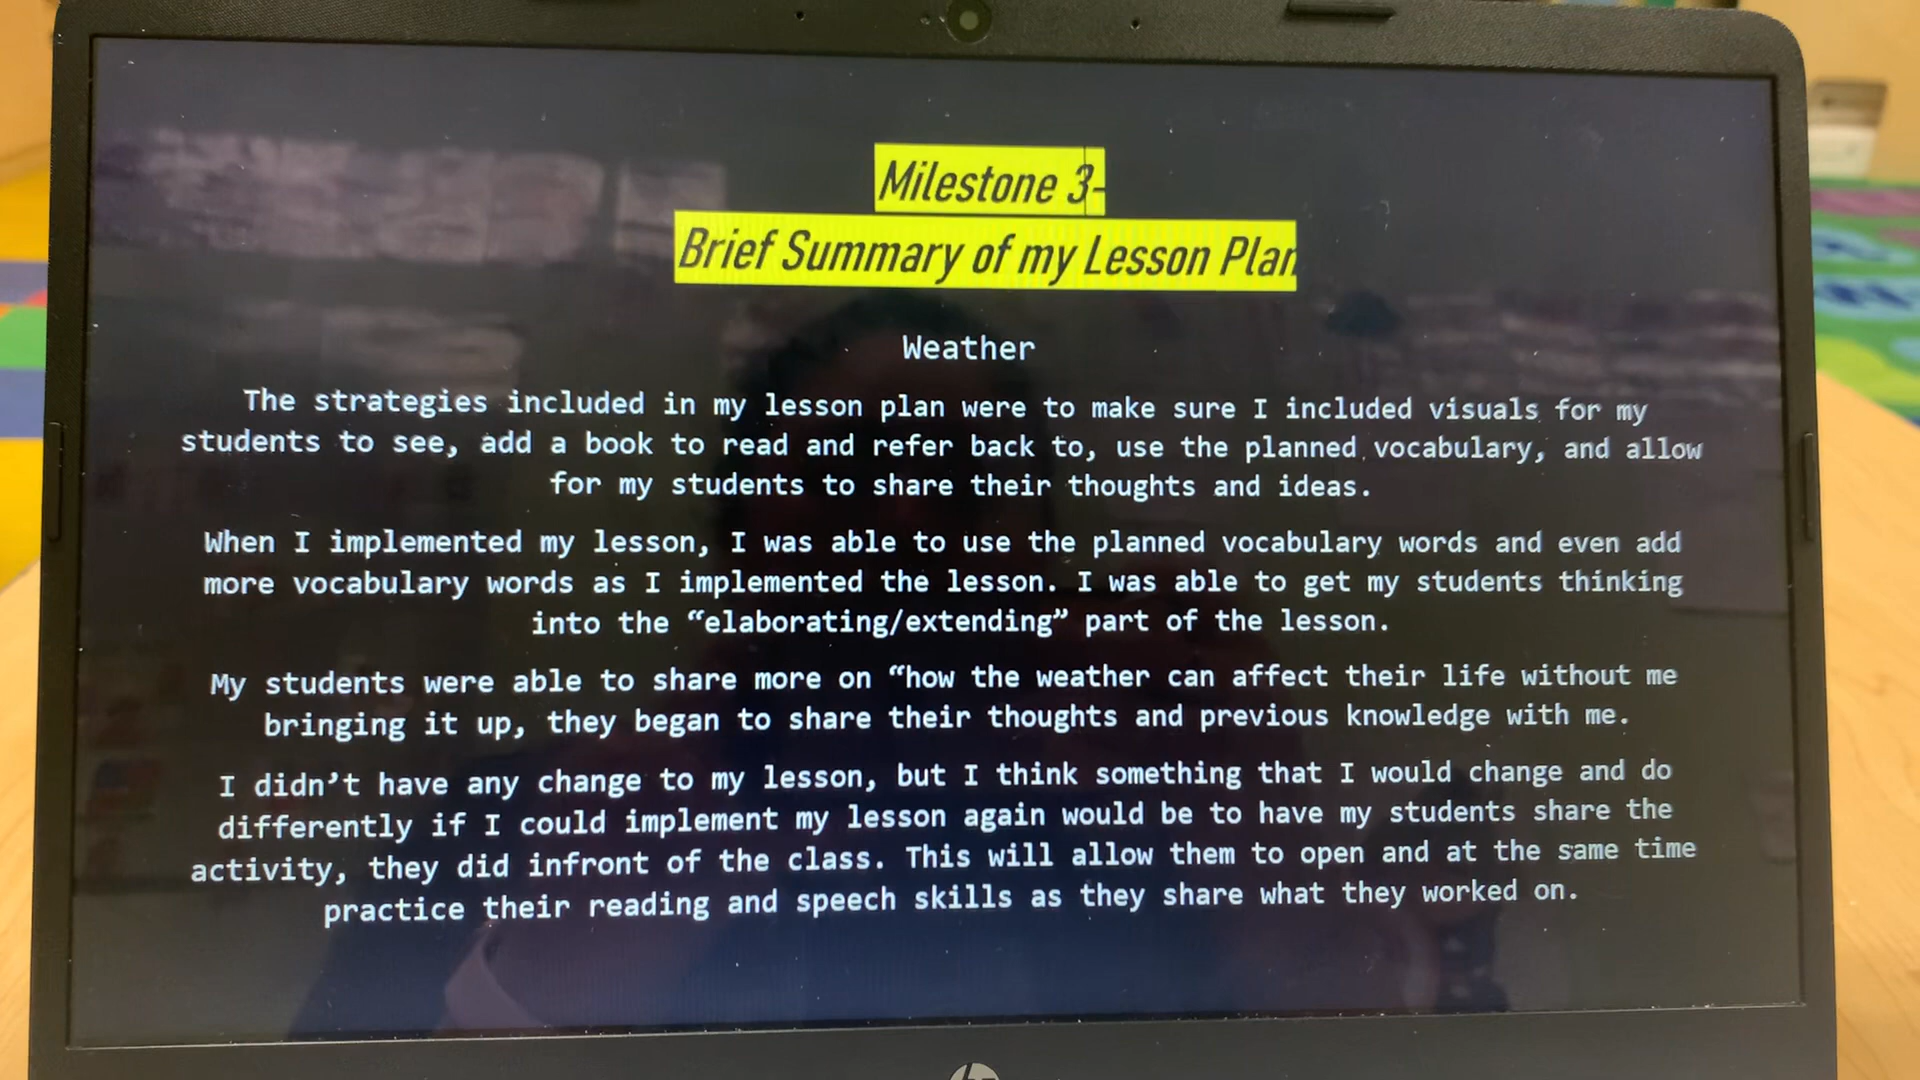 Milestone 3-
Brief Summary of my Lesson Plan
Weather
The strategies included in my lesson plan were to make sure I included visuals for my
students to see, add a book to read and refer back to, use the planned vocabulary, and allow
for my students to share their thoughts and ideas.
When I implemented my lesson, I was able to use the planned vocabulary words and even add
more vocabulary words as I implemented the lesson. I was able to get my students thinking
into the “elaborating/extending” part of the lesson.
My students were able to share more on “how the weather can affect their life without me
bringing it up, they began to share their thoughts and previous knowledge with me.
I didn’t have any change to my lesson, but I think something that I would change and do
differently if I could implement my lesson again would be to have my students share the
activity, they did infront of the class. This will allow them to open and at the same time
practice their reading and speech skills as they share what they worked on.
hp